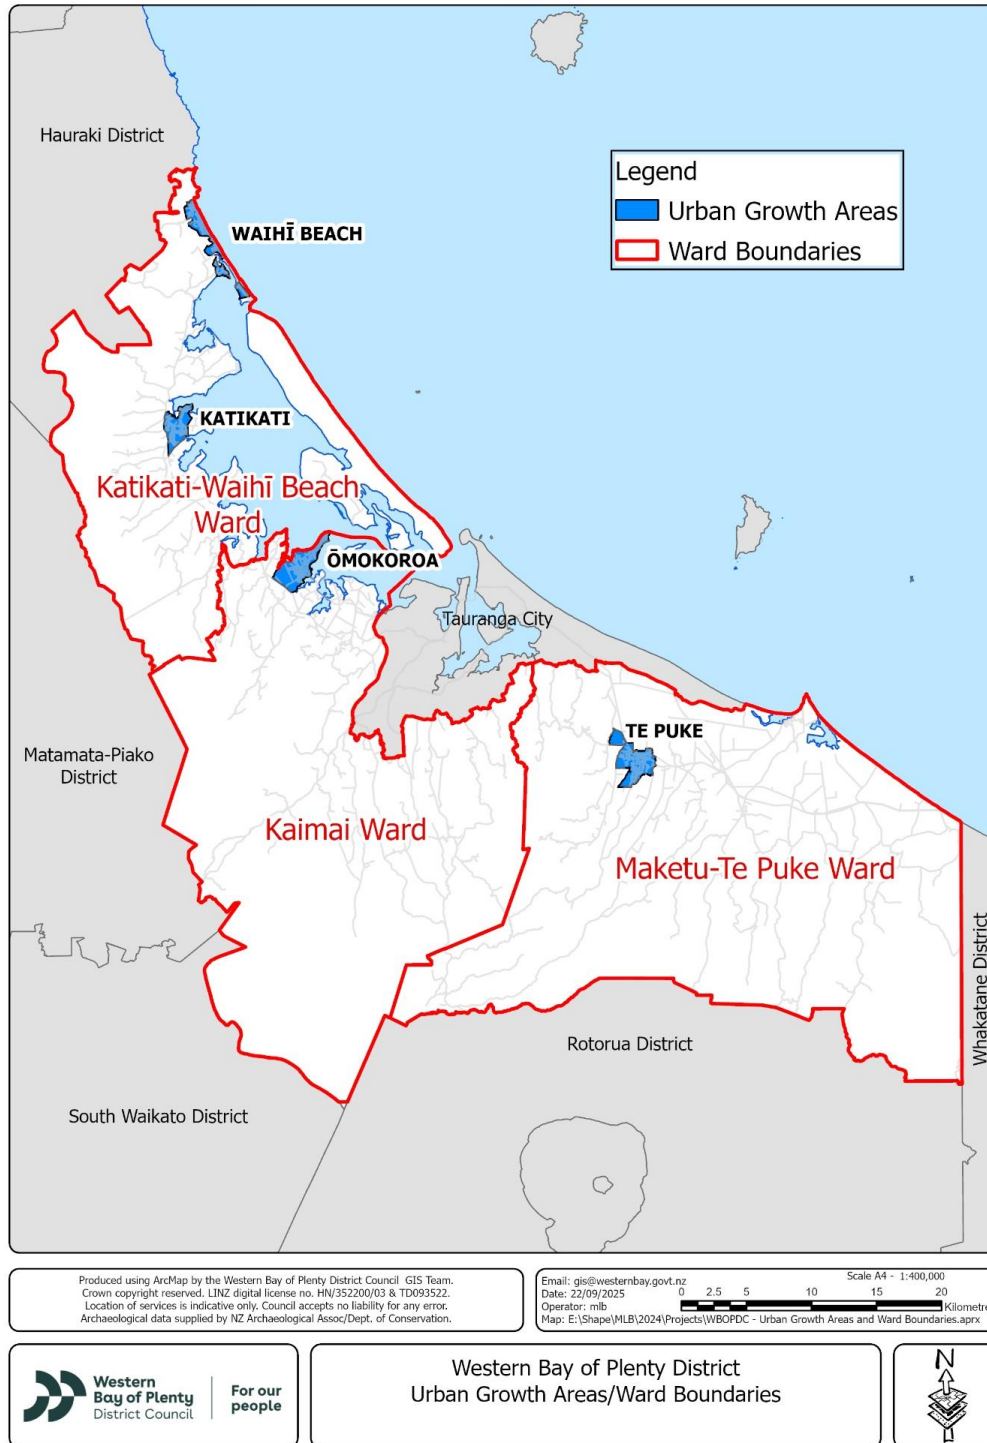 Hauraki District
Legend
Urban Growth Areas
Ward Boundaries
WAIHĪ BEACH
KATIKATI
Katikati-Waihī Beach
Ward
ŌMOKOROA
Tauranga City
TE PUKE
Matamata-Piako
District
Kaimai Ward
Maketu-Te Puke Ward
Whakatane District
Rotorua District
South Waikato District
Produced using ArcMap by the Western Bay of Plenty District Council GIS Team.
Crown copyright reserved. LINZ digital license no. HN/352200/03 & TD093522.
Location of services is indicative only. Council accepts no liability for any error.
Archaeological data supplied by NZ Archaeological Assoc/Dept. of Conservation.
Email: gis@westernbay.govt.nz
Date: 22/09/2025
Operator: mlb
Map: E:\Shape\MLB\2024\Projects\WBOPDC - Urban Growth Areas and Ward Boundaries.aprx
Scale A4 - 1:400,000
0 2.5 5 10 15 20
Kilometre
Western
Bay of Plenty
District Council
For our
people
Western Bay of Plenty District
Urban Growth Areas/Ward Boundaries
N